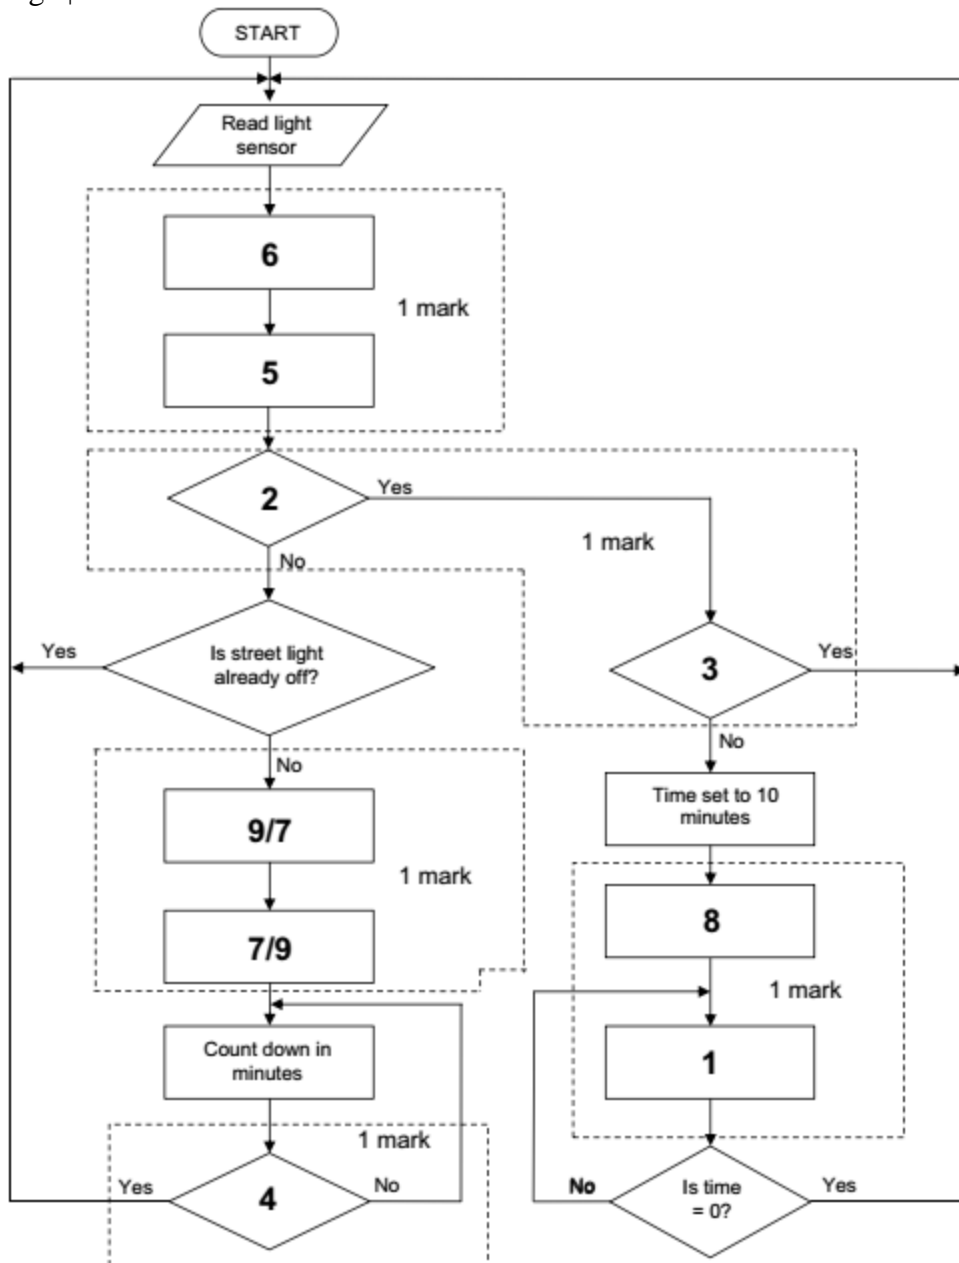 START
Read light
sensor
6
1 mark
5
2
Yes
1 mark
No
Yes
Is street light
already off?
3
Yes
No
No
Time set to 10
minutes
9/7
1 mark
8
7/9
1 mark
Count down in
minutes
1
1 mark
Yes
4
No
No
Is time
= 0?
Yes